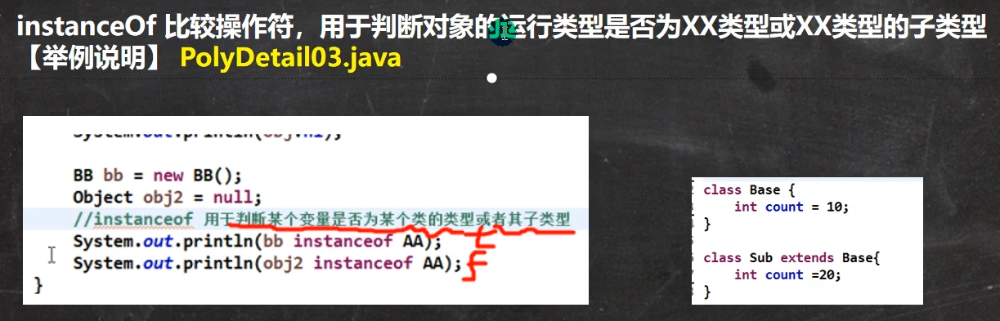 instanceOf 比较操作符，用于判断对象的运行类型是否为XX类型或XX类型的子类型
【举例说明】 PolyDetail03.java
BB bb = new BB();
Object obj2 = null;
//instanceof 用于判断某个变量是否为某个类的类型或者其子类型
System.out.println(bb instanceof AA); t
System.out.println(obj2 instanceof AA); F
}
class Base {
int count = 10;
}
class Sub extends Base{
int count =20;
}